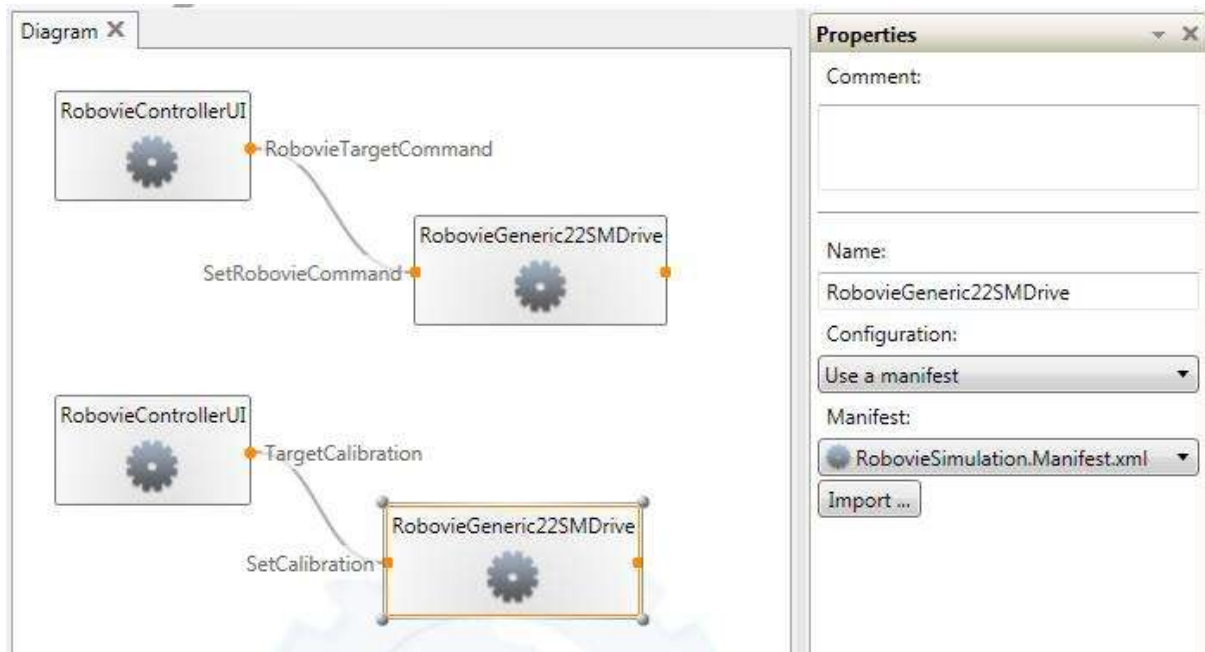 Diagram X
RobovieControllerUI
RobovieTargetCommand
RobovieGeneric22SMDrive
SetRobovieCommand
RobovieControllerUI
TargetCalibration
RobovieGeneric22SMDrive
SetCalibration
Properties
Comment:
Name:
RobovieGeneric22SMDrive
Configuration:
Use a manifest
Manifest:
RobovieSimulation.Manifest.xml
Import ...